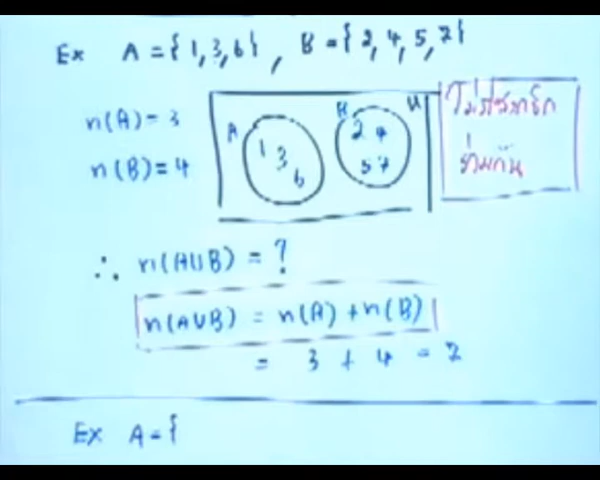 Ex A = {1,3,6} , B = {2,4,5,7}
n(A) = 3
n(B) = 4
A B U
1 3 6
2 4
5 7
ไม่มีสมาชิก
ร่วมกัน
∴ n(A∪B) = ?
n(A∪B) = n(A) + n(B)
= 3 + 4 = 7
Ex A = {